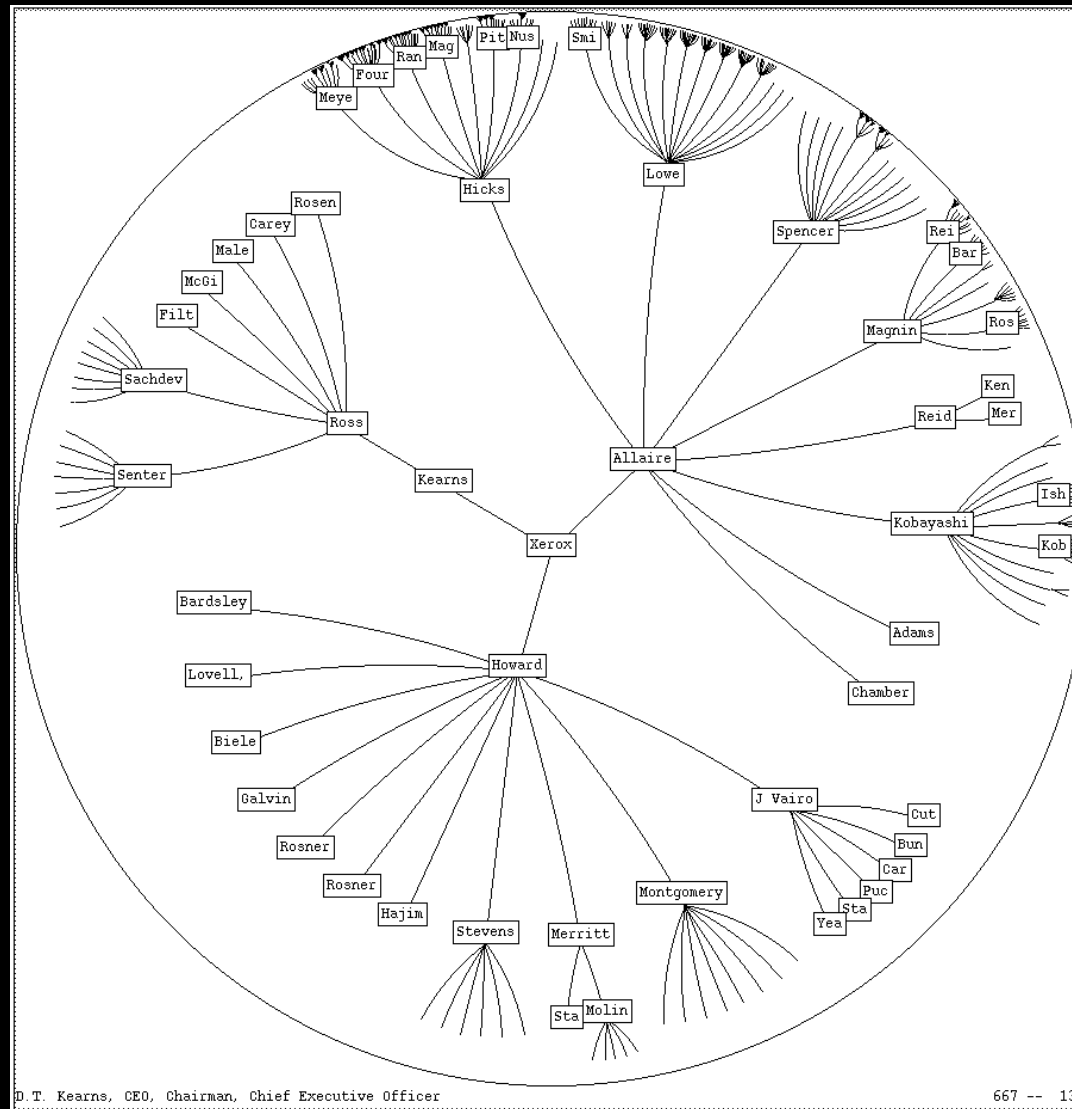 Pit
Nus
Smi
Mag
Ran
Four
Meye
Lowe
Hicks
Rosen
Carey
Spencer
Rei
Male
Bar
McGi
Filt
Ros
Magnin
Sachdev
Ken
Mer
Reid
Ross
Allaire
Senter
Kearns
Ish
Kobayashi
Xerox
Kob
Bardsley
Adams
Howard
Lovell,
Chamber
Biele
Galvin
J Vairo
Cut
Rosner
Bun
Car
Rosner
Puc
Montgomery
Sta
Hajim
Yea
Stevens
Merritt
Sta
Molin
D.T. Kearns, CEO, Chairman, Chief Executive Officer
667 -- 13